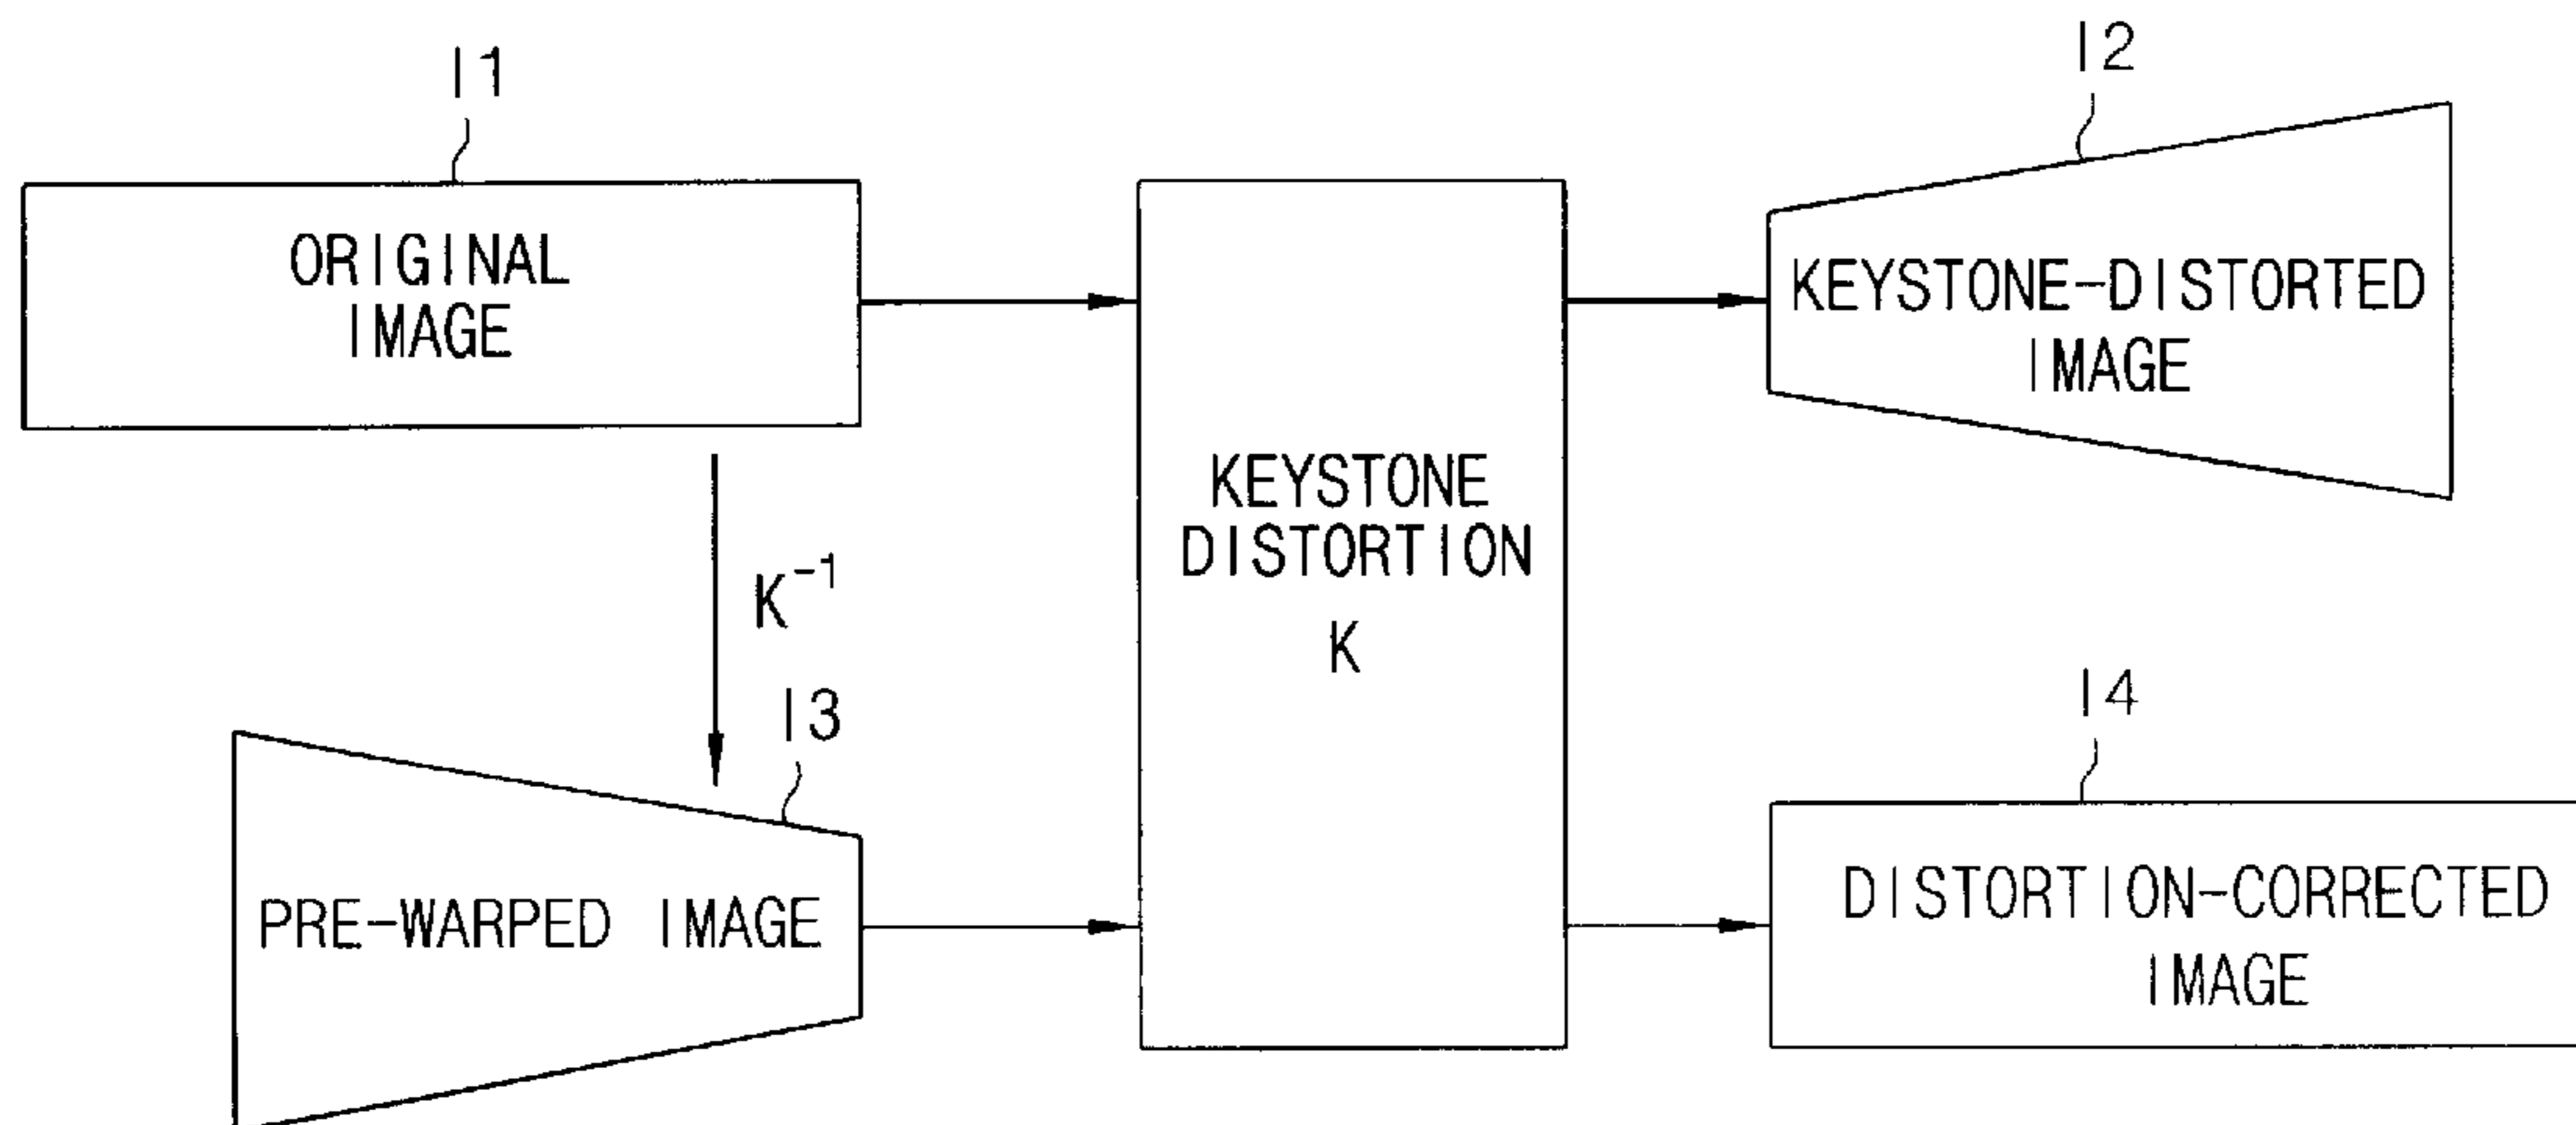 I1
ORIGINAL
IMAGE
I2
KEYSTONE-DISTORTED
IMAGE
KEYSTONE
DISTORTION
K
K⁻¹
I3
PRE-WARPED IMAGE
I4
DISTORTION-CORRECTED
IMAGE